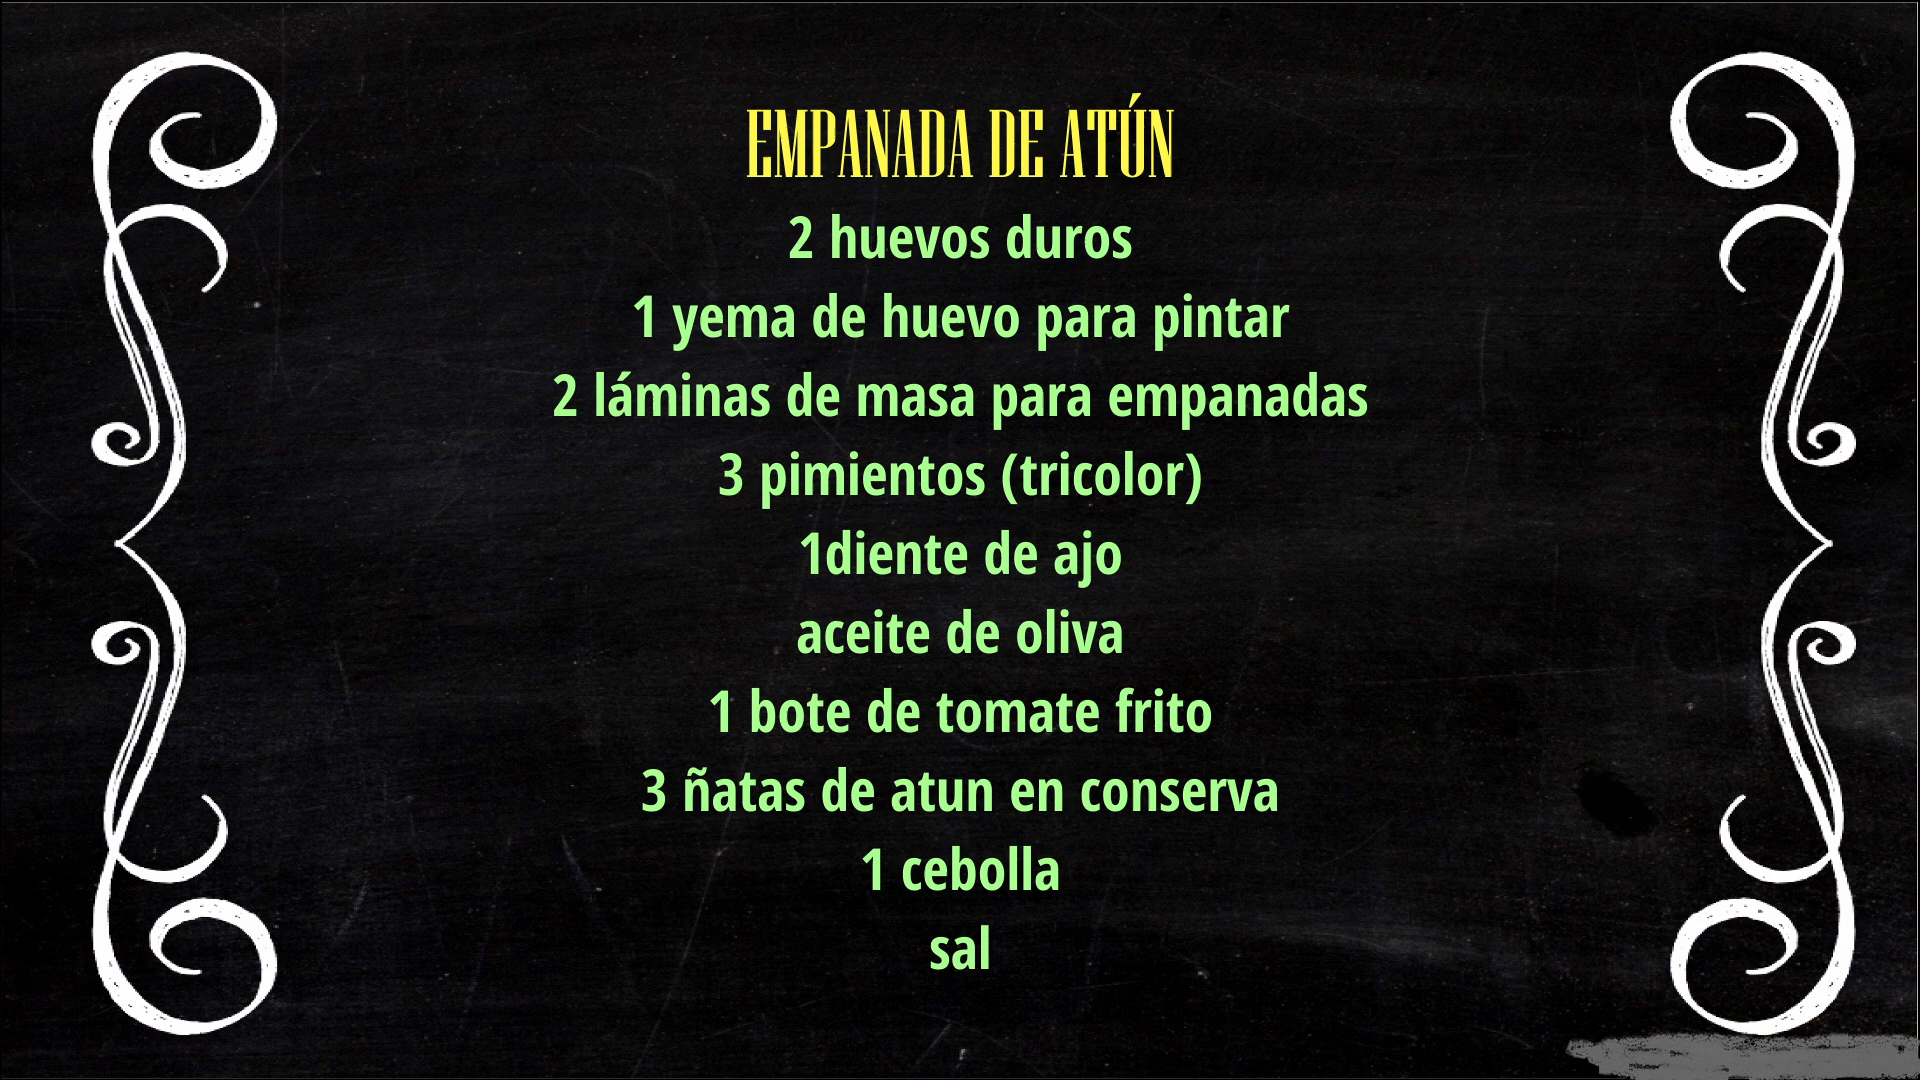 EMPANADA DE ATÚN
2 huevos duros
1 yema de huevo para pintar
2 láminas de masa para empanadas
3 pimientos (tricolor)
1diente de ajo
aceite de oliva
1 bote de tomate frito
3 ñatas de atun en conserva
1 cebolla
sal